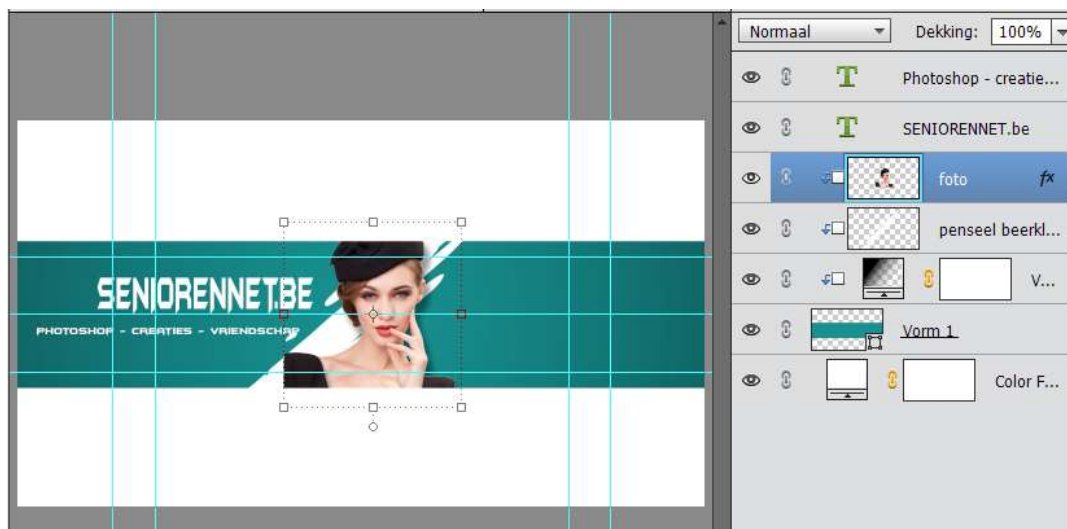 SENIORENNET.BE
PHOTOSHOP - CREATIES - VRIENDSCHAP
Normaal Dekking: 100%
T Photoshop - creatie...
T SENIORENNET.be
foto fx
penseel beerkl...
V...
Vorm 1
Color F...